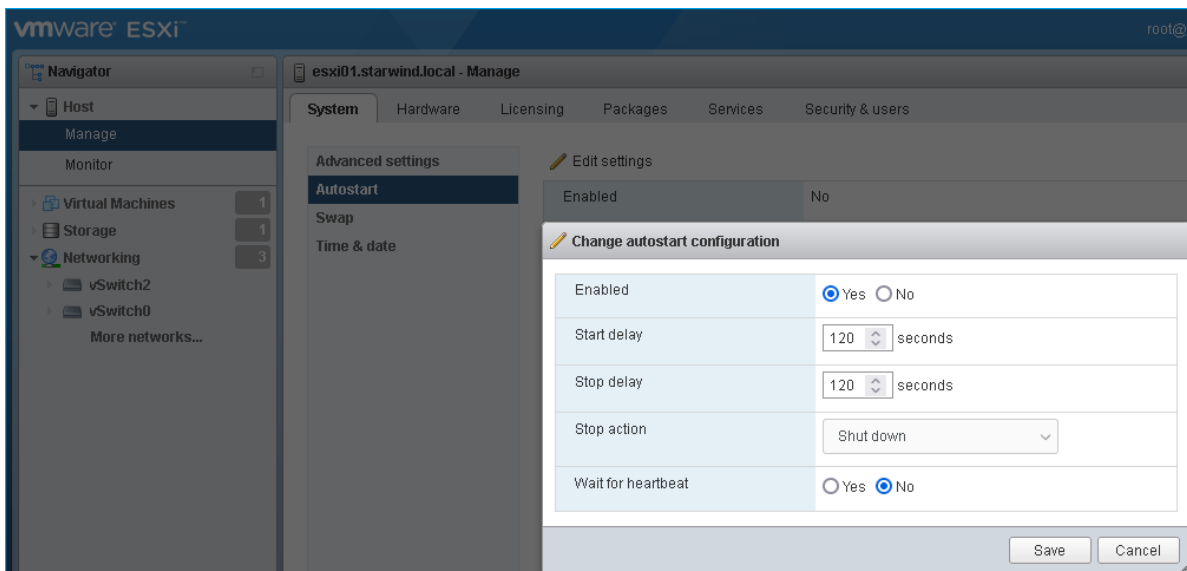 vmware ESXi™
root@
Navigator
esxi01.starwind.local - Manage
Host
Manage
Monitor
Virtual Machines 1
Storage 1
Networking 3
vSwitch2
vSwitch0
More networks...
System Hardware Licensing Packages Services Security & users
Advanced settings
Autostart
Swap
Time & date
Edit settings
Enabled No
Change autostart configuration
Enabled Yes No
Start delay 120 seconds
Stop delay 120 seconds
Stop action Shut down
Wait for heartbeat Yes No
Save Cancel